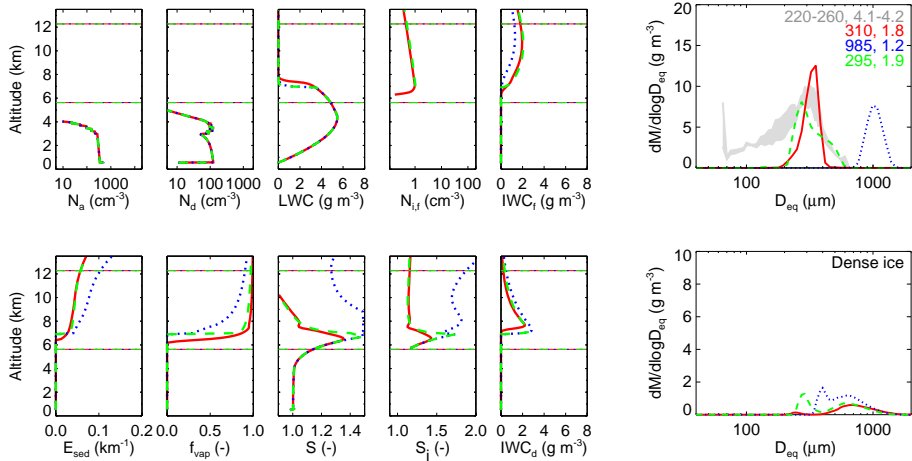 12
10
8
6
4
2
0
Altitude (km)
10 1000
Nₐ (cm⁻³)
10 100 1000
N_d (cm⁻³)
0 2 4 6 8
LWC (g m⁻³)
1 10 100
N_i,f (cm⁻³)
0 2 4 6 8
IWC_f (g m⁻³)
20
15
10
5
0
dM/dlogD_eq (g m⁻³)
220-260, 4.1-4.2
310, 1.8
985, 1.2
295, 1.9
100 1000
D_eq (μm)
12
10
8
6
4
2
0
Altitude (km)
0.0 0.1 0.2
E_sed (km⁻¹)
0.0 0.5 1.0
f_vap (-)
1.0 1.2 1.4
S (-)
1.0 1.5 2.0
S_i (-)
0 2 4 6 8
IWC_d (g m⁻³)
10
8
6
4
2
0
dM/dlogD_eq (g m⁻³)
Dense ice
100 1000
D_eq (μm)